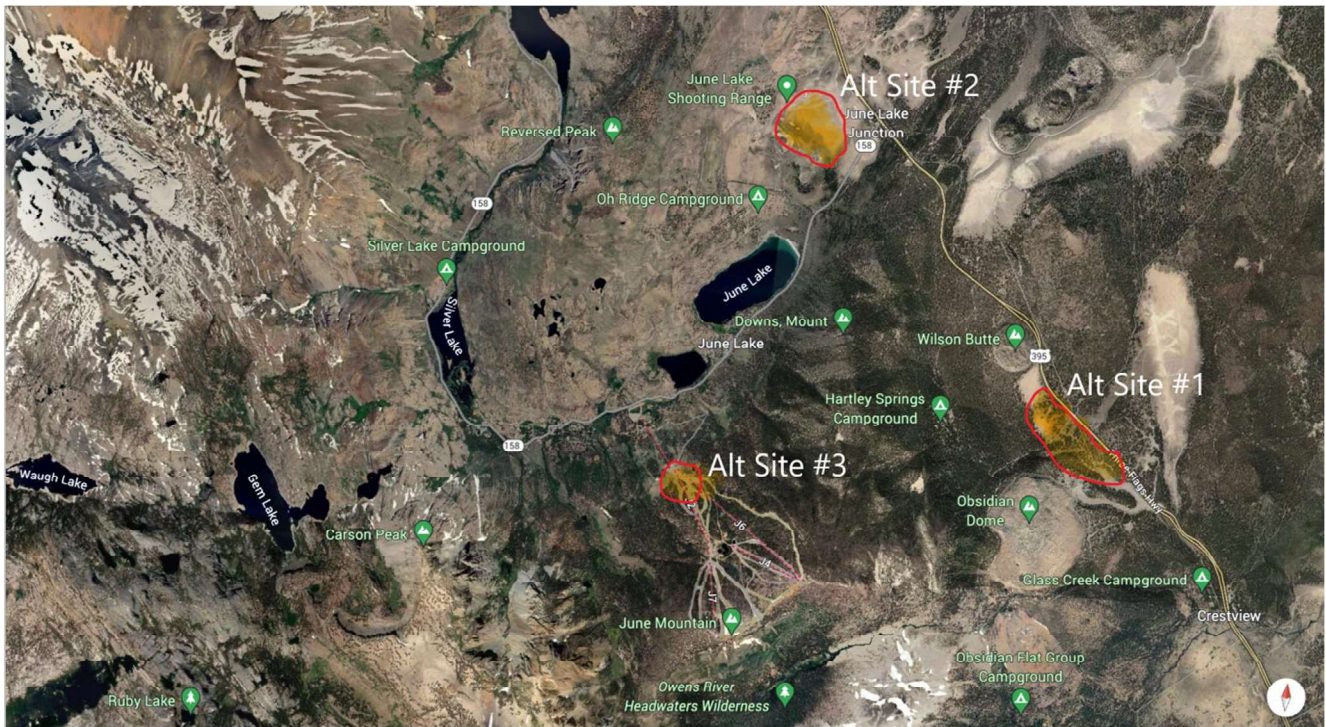 June Lake
Shooting Range
Alt Site #2
June Lake
Junction
158
Reversed Peak
Oh Ridge Campground
158
Silver Lake Campground
Silver Lake
June Lake
Downs, Mount
June Lake
Wilson Butte
395
Alt Site #1
Hartley Springs
Campground
158
Alt Site #3
Waugh Lake
Gem Lake
Carson Peak
Obsidian
Dome
J6
J4
J7
Glass Creek Campground
Crestview
June Mountain
Obsidian Flat Group
Campground
Owens River
Headwaters Wilderness
Ruby Lake